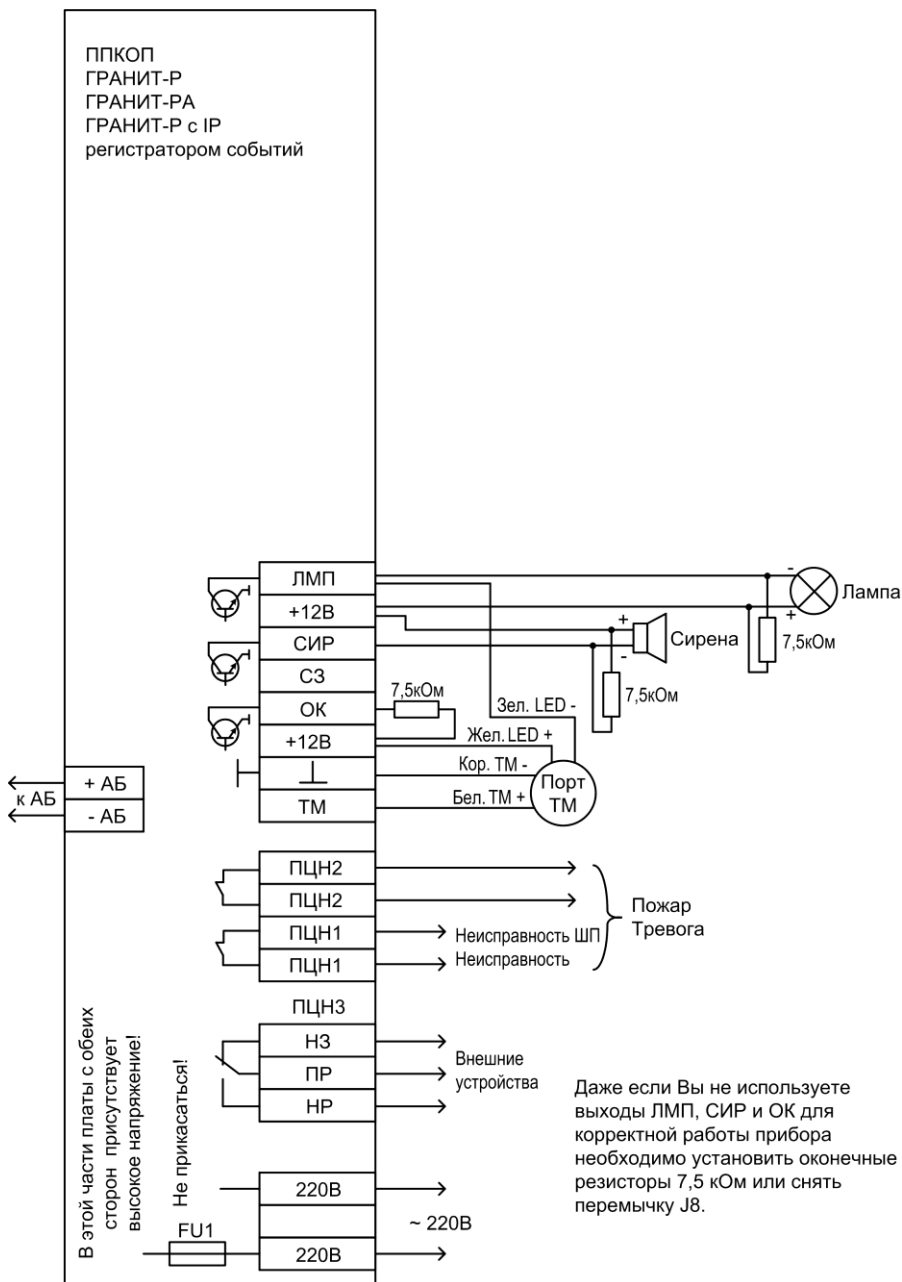 ППКОП
ГРАНИТ-Р
ГРАНИТ-РА
ГРАНИТ-Р с IP
регистратором событий
ЛМП
+12В
СИР
СЗ
ОК
+12В
ТМ
-
+
Лампа
7,5кОм
+
-
Сирена
7,5кОм
7,5кОм
Зел. LED -
Жел. LED +
Кор. ТМ -
Бел. ТМ +
Порт
ТМ
к АБ
+ АБ
- АБ
ПЦН2
ПЦН2
ПЦН1
ПЦН1
Неисправность ШП
Неисправность
Пожар
Тревога
ПЦН3
НЗ
ПР
НР
Внешние
устройства
В этой части платы с обеих
сторон присутствует
высокое напряжение!
Не прикасаться!
220В
220В
FU1
~ 220В
Даже если Вы не используете
выходы ЛМП, СИР и ОК для
корректной работы прибора
необходимо установить оконечные
резисторы 7,5 кОм или снять
перемычку J8.